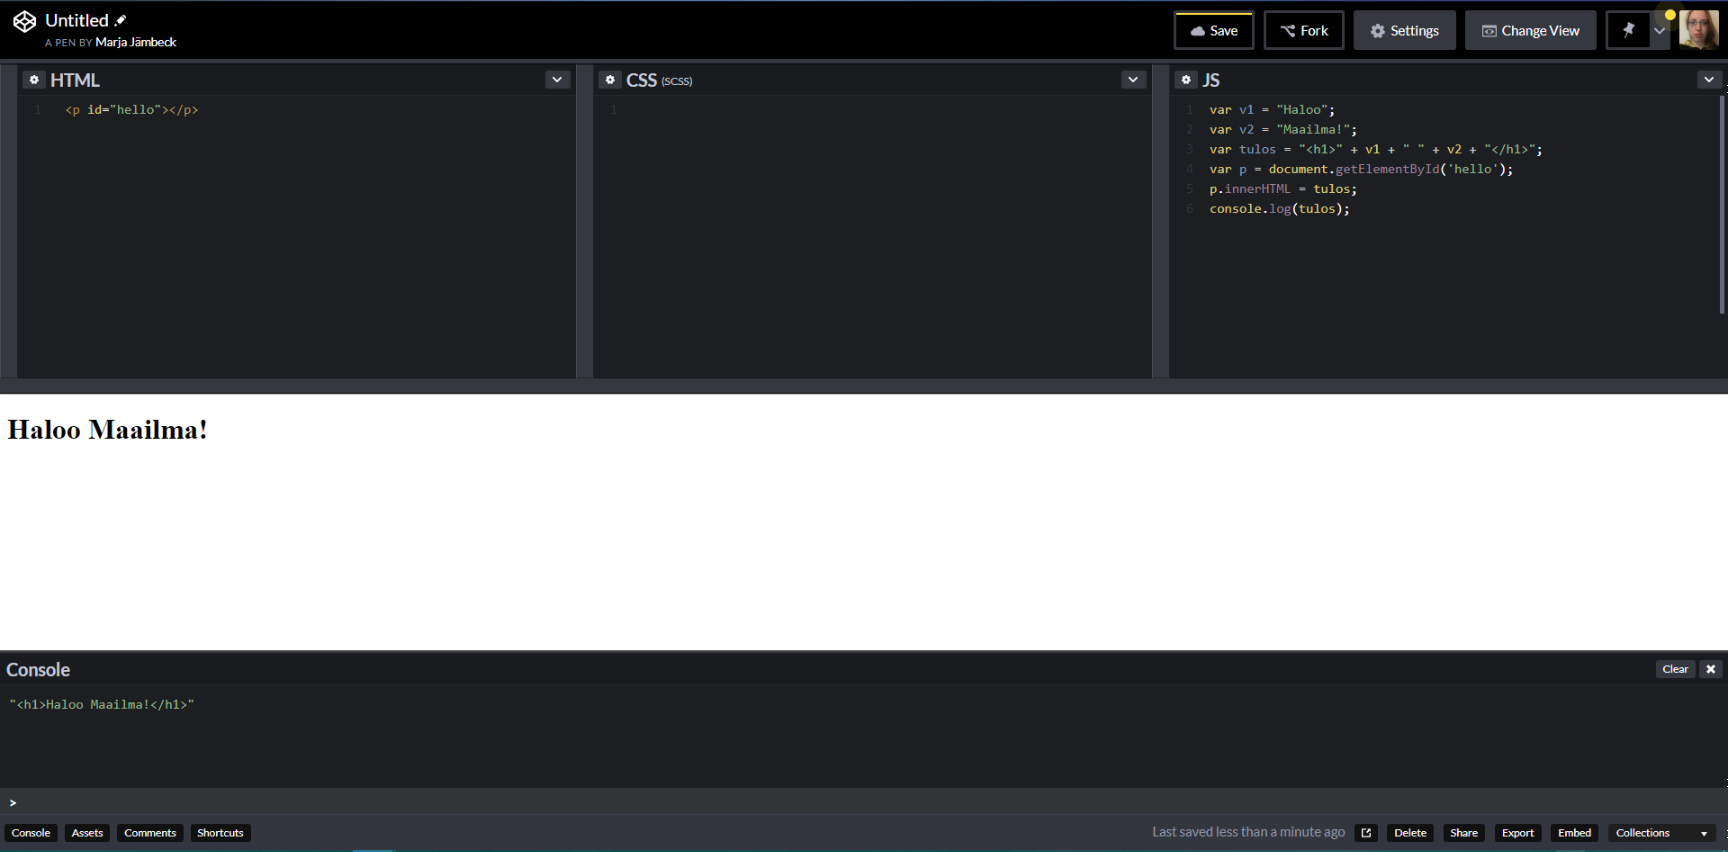 Untitled
A PEN BY Marja Jämbeck
Save Fork Settings Change View
HTML
1 <p id="hello"></p>
CSS (SCSS)
1
JS
1 var v1 = "Haloo";
2 var v2 = "Maailma!";
3 var tulos = "<h1>" + v1 + " " + v2 + "</h1>";
4 var p = document.getElementById('hello');
5 p.innerHTML = tulos;
6 console.log(tulos);
Haloo Maailma!
Console Clear
"<h1>Haloo Maailma!</h1>"
>
Console Assets Comments Shortcuts Last saved less than a minute ago Delete Share Export Embed Collections